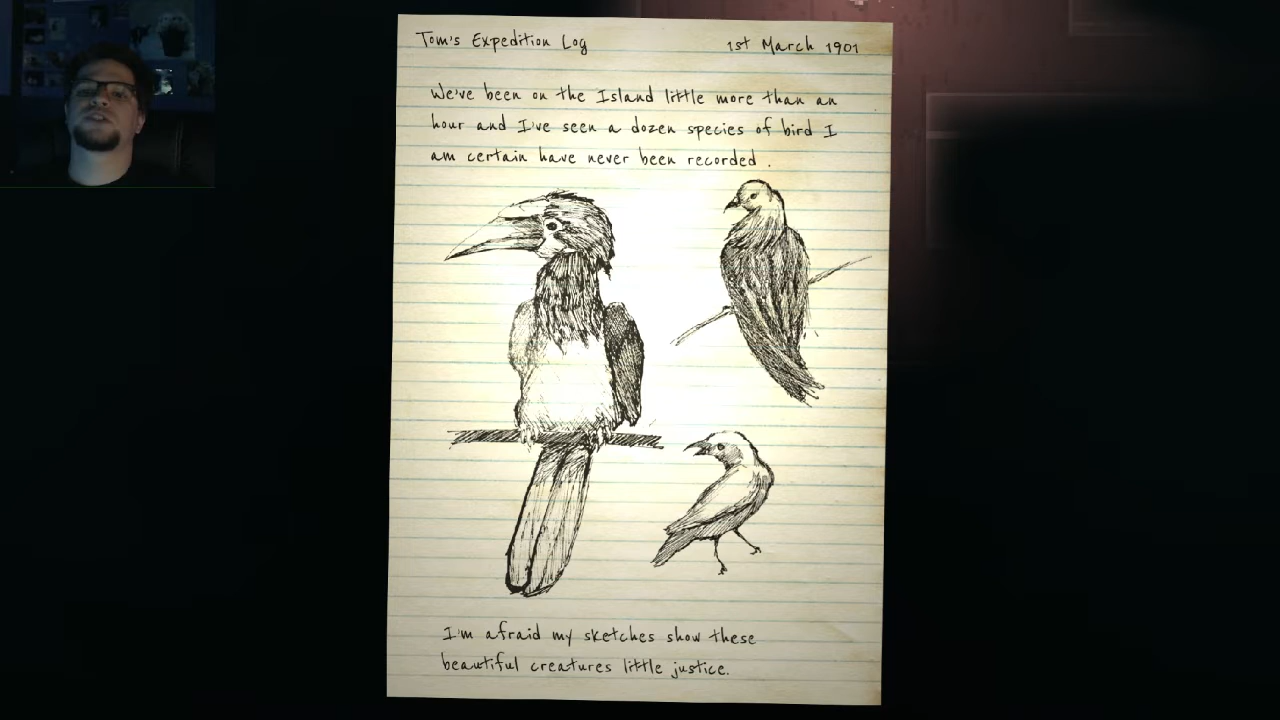 Tom's Expedition Log 1st March 1901
We've been on the Island little more than an
hour and I've seen a dozen species of bird I
am certain have never been recorded.
I'm afraid my sketches show these
beautiful creatures little justice.